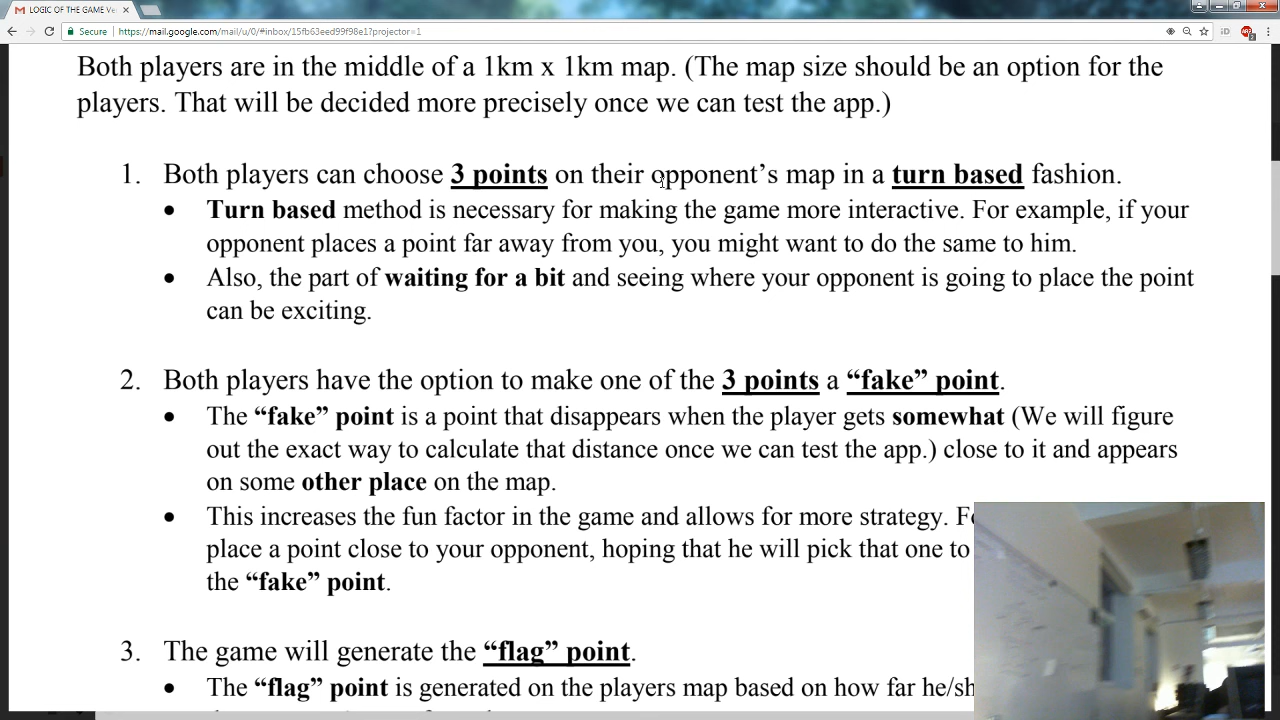 LOGIC OF THE GAME Ve
Secure https://mail.google.com/mail/u/0/#inbox/15fb63eed99f98e1?projector=1
Both players are in the middle of a 1km x 1km map. (The map size should be an option for the
players. That will be decided more precisely once we can test the app.)
1. Both players can choose 3 points on their opponent’s map in a turn based fashion.
• Turn based method is necessary for making the game more interactive. For example, if your
opponent places a point far away from you, you might want to do the same to him.
• Also, the part of waiting for a bit and seeing where your opponent is going to place the point
can be exciting.
2. Both players have the option to make one of the 3 points a “fake” point.
• The “fake” point is a point that disappears when the player gets somewhat (We will figure
out the exact way to calculate that distance once we can test the app.) close to it and appears
on some other place on the map.
• This increases the fun factor in the game and allows for more strategy. Fo
place a point close to your opponent, hoping that he will pick that one to
the “fake” point.
3. The game will generate the “flag” point.
• The “flag” point is generated on the players map based on how far he/sh